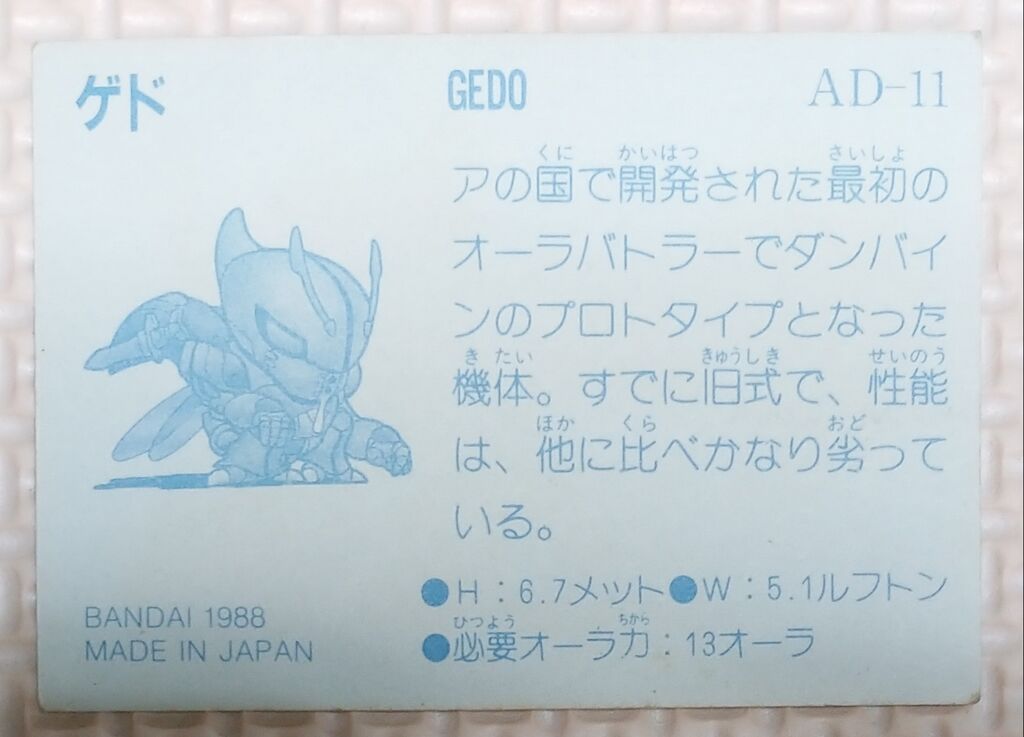 ゲド GEDO AD-11
くに かいはつ さいしょ
アの国で開発された最初の
オーラバトラーでダンバイ
ンのプロトタイプとなった
きたい きゅうしき せいのう
機体。すでに旧式で、性能
ほか くら おど
は、他に比べかなり劣って
いる。
●H：6.7メット●W：5.1ルフトン
ひつよう ちから
●必要オーラ力：13オーラ
BANDAI 1988
MADE IN JAPAN